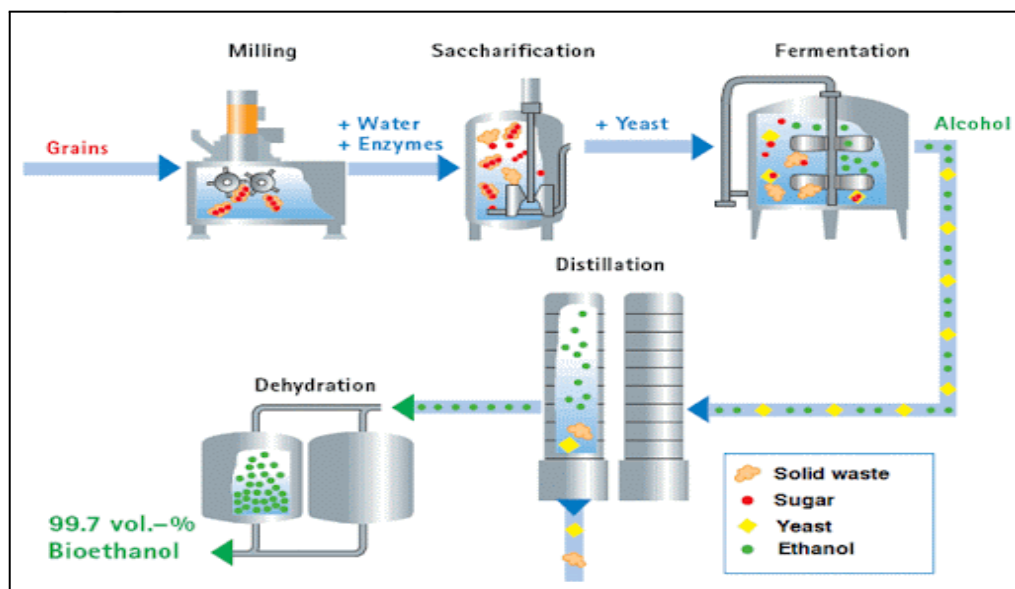 Milling
Saccharification
Fermentation
Grains
+ Water
+ Enzymes
+ Yeast
Alcohol
Distillation
Dehydration
99.7 vol.–%
Bioethanol
Solid waste
Sugar
Yeast
Ethanol